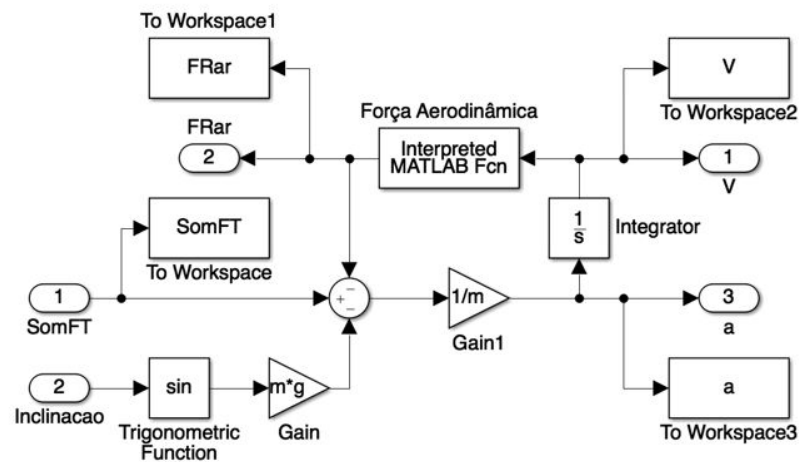 To Workspace1
FRar
V
To Workspace2
Força Aerodinâmica
Interpreted
MATLAB Fcn
FRar
2
1
V
SomFT
To Workspace
1
s
Integrator
1
SomFT
+
−
−
1/m
Gain1
3
a
2
Inclinacao
sin
Trigonometric
Function
m*g
Gain
a
To Workspace3